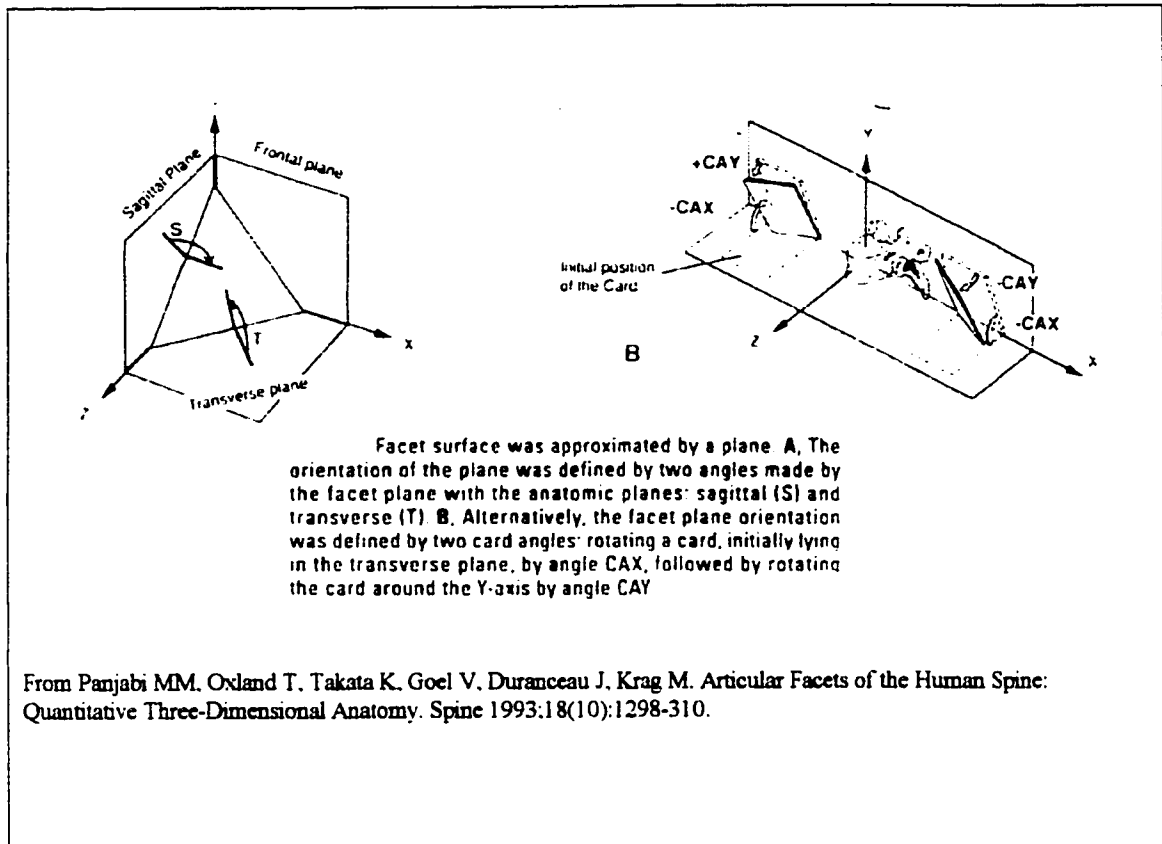 Sagittal Plane
Frontal plane
S
T
X
Z
Transverse plane
Y
+CAY
-CAX
Initial position
of the Card
-CAY
-CAX
Z
X
B
Facet surface was approximated by a plane. A, The
orientation of the plane was defined by two angles made by
the facet plane with the anatomic planes: sagittal (S) and
transverse (T). B, Alternatively, the facet plane orientation
was defined by two card angles: rotating a card, initially lying
in the transverse plane, by angle CAX, followed by rotating
the card around the Y-axis by angle CAY
From Panjabi MM, Oxland T, Takata K, Goel V, Duranceau J, Krag M. Articular Facets of the Human Spine:
Quantitative Three-Dimensional Anatomy. Spine 1993;18(10):1298-310.